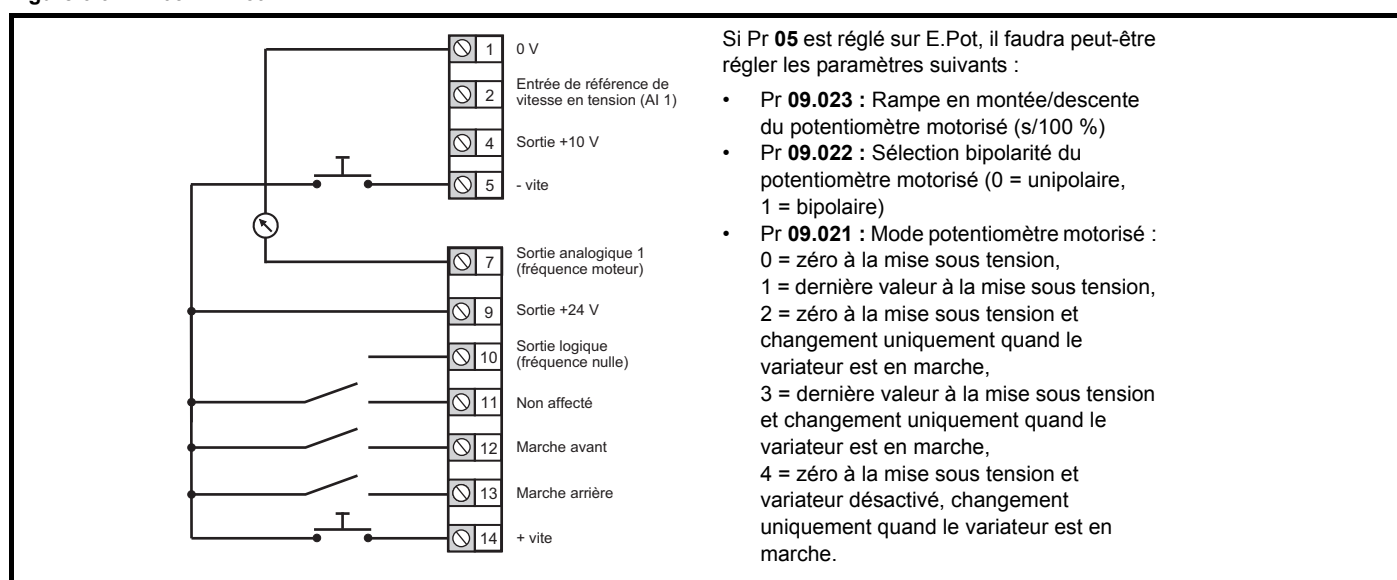 1 0 V
2 Entrée de référence de
vitesse en tension (AI 1)
4 Sortie +10 V
5 - vite
7 Sortie analogique 1
(fréquence moteur)
9 Sortie +24 V
10 Sortie logique
(fréquence nulle)
11 Non affecté
12 Marche avant
13 Marche arrière
14 + vite
Si Pr 05 est réglé sur E.Pot, il faudra peut-être
régler les paramètres suivants :
• Pr 09.023 : Rampe en montée/descente
du potentiomètre motorisé (s/100 %)
• Pr 09.022 : Sélection bipolarité du
potentiomètre motorisé (0 = unipolaire,
1 = bipolaire)
• Pr 09.021 : Mode potentiomètre motorisé :
0 = zéro à la mise sous tension,
1 = dernière valeur à la mise sous tension,
2 = zéro à la mise sous tension et
changement uniquement quand le
variateur est en marche,
3 = dernière valeur à la mise sous tension
et changement uniquement quand le
variateur est en marche,
4 = zéro à la mise sous tension et
variateur désactivé, changement
uniquement quand le variateur est en
marche.